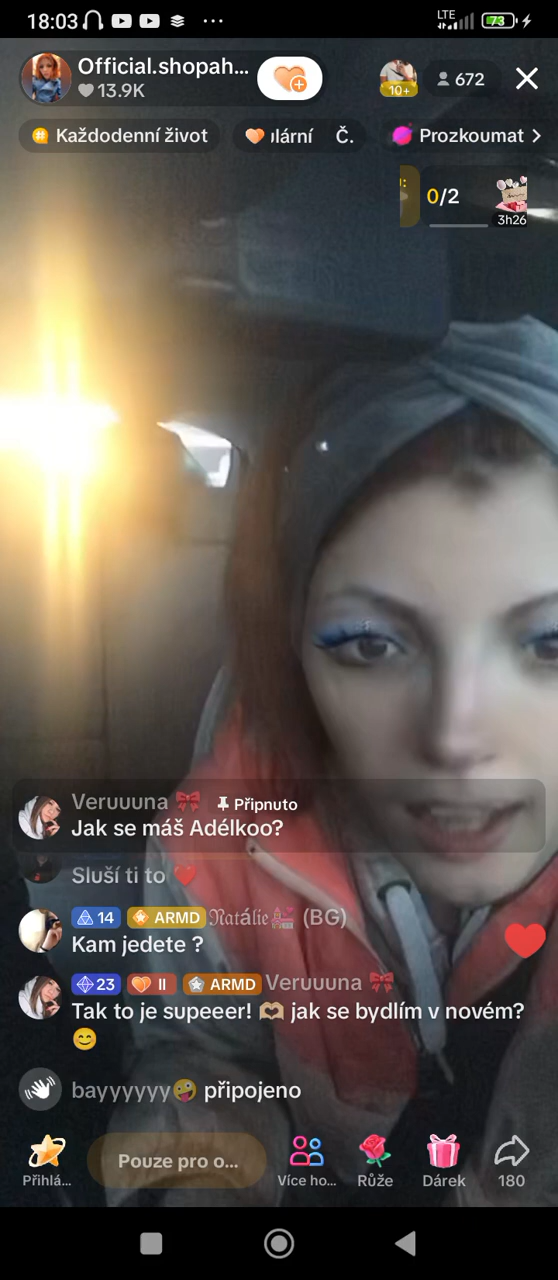 18:03 ... LTE 73
Official.shopah...
13.9K
10+
672
Každodenní život
ılární Č.
Prozkoumat
0/2
3h26
Veruuuna 🎀 Připnuto
Jak se máš Adélkoo?
Sluší ti to ❤️
14 ARMD 𝔑𝔞𝔱á𝔩𝔦𝔢💒 (BG)
Kam jedete ?
23 II ARMD Veruuuna 🎀
Tak to je supeeer! 🫶🏼 jak se bydlím v novém?
😊
bayyyyyy🤪 připojeno
Pouze pro o...
Přihlá...
Více ho...
Růže
Dárek
180